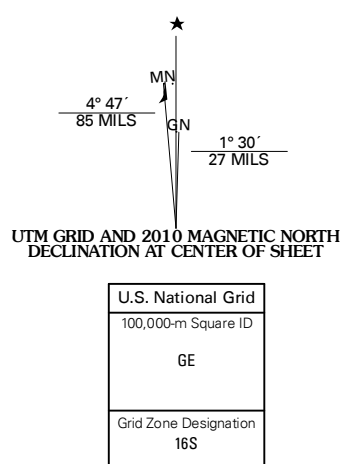 ★
MN
4° 47´
85 MILS
GN
1° 30´
27 MILS
UTM GRID AND 2010 MAGNETIC NORTH
DECLINATION AT CENTER OF SHEET
U.S. National Grid
100,000-m Square ID
GE
Grid Zone Designation
16S